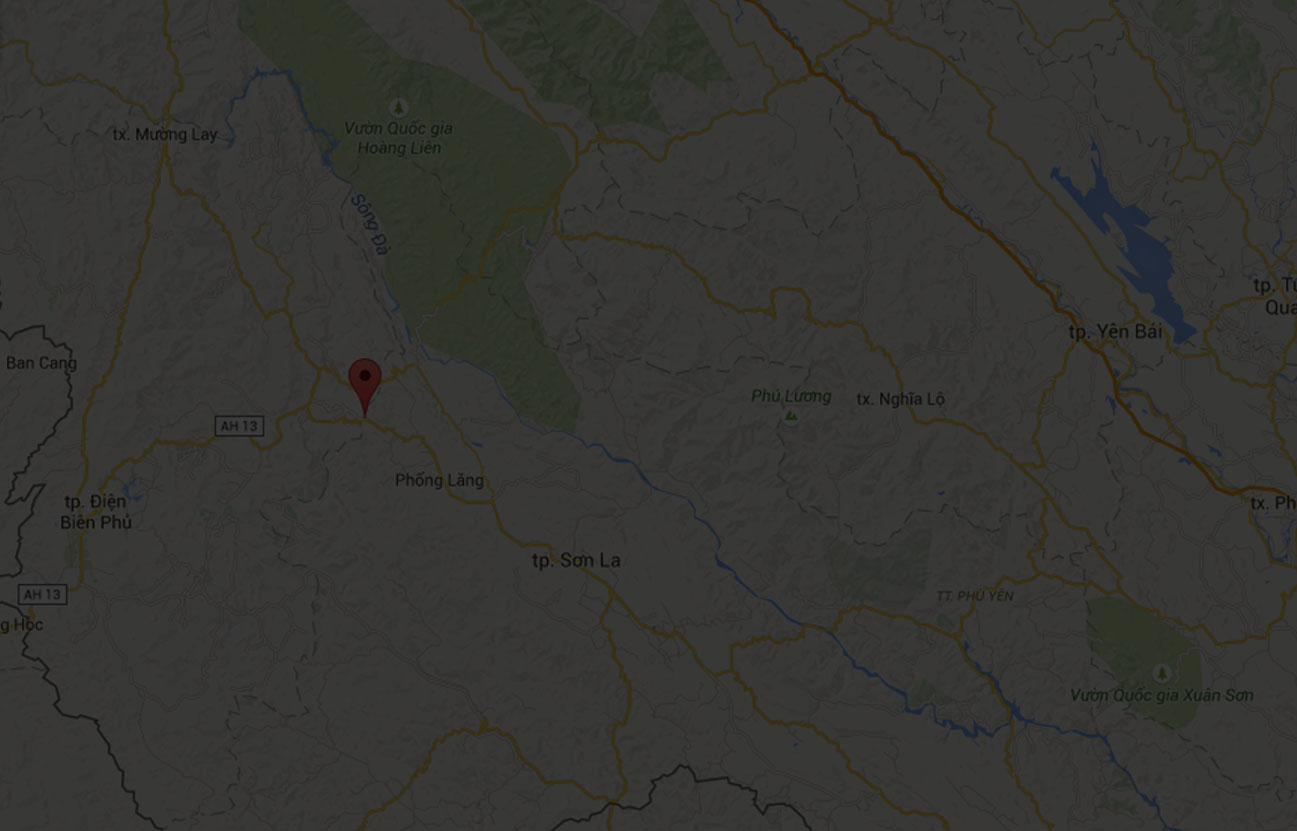 tx. Mường Lay
Vườn Quốc gia
Hoàng Liên
Sông Đà
tp. Tu
Qua
tp. Yên Bái
Ban Cang
Phú Lương
tx. Nghĩa Lộ
AH 13
Phổng Lăng
tp. Điện
Biên Phủ
tx. Ph
tp. Sơn La
AH 13
TT. PHÙ YÊN
g Hốc
Vườn Quốc gia Xuân Sơn